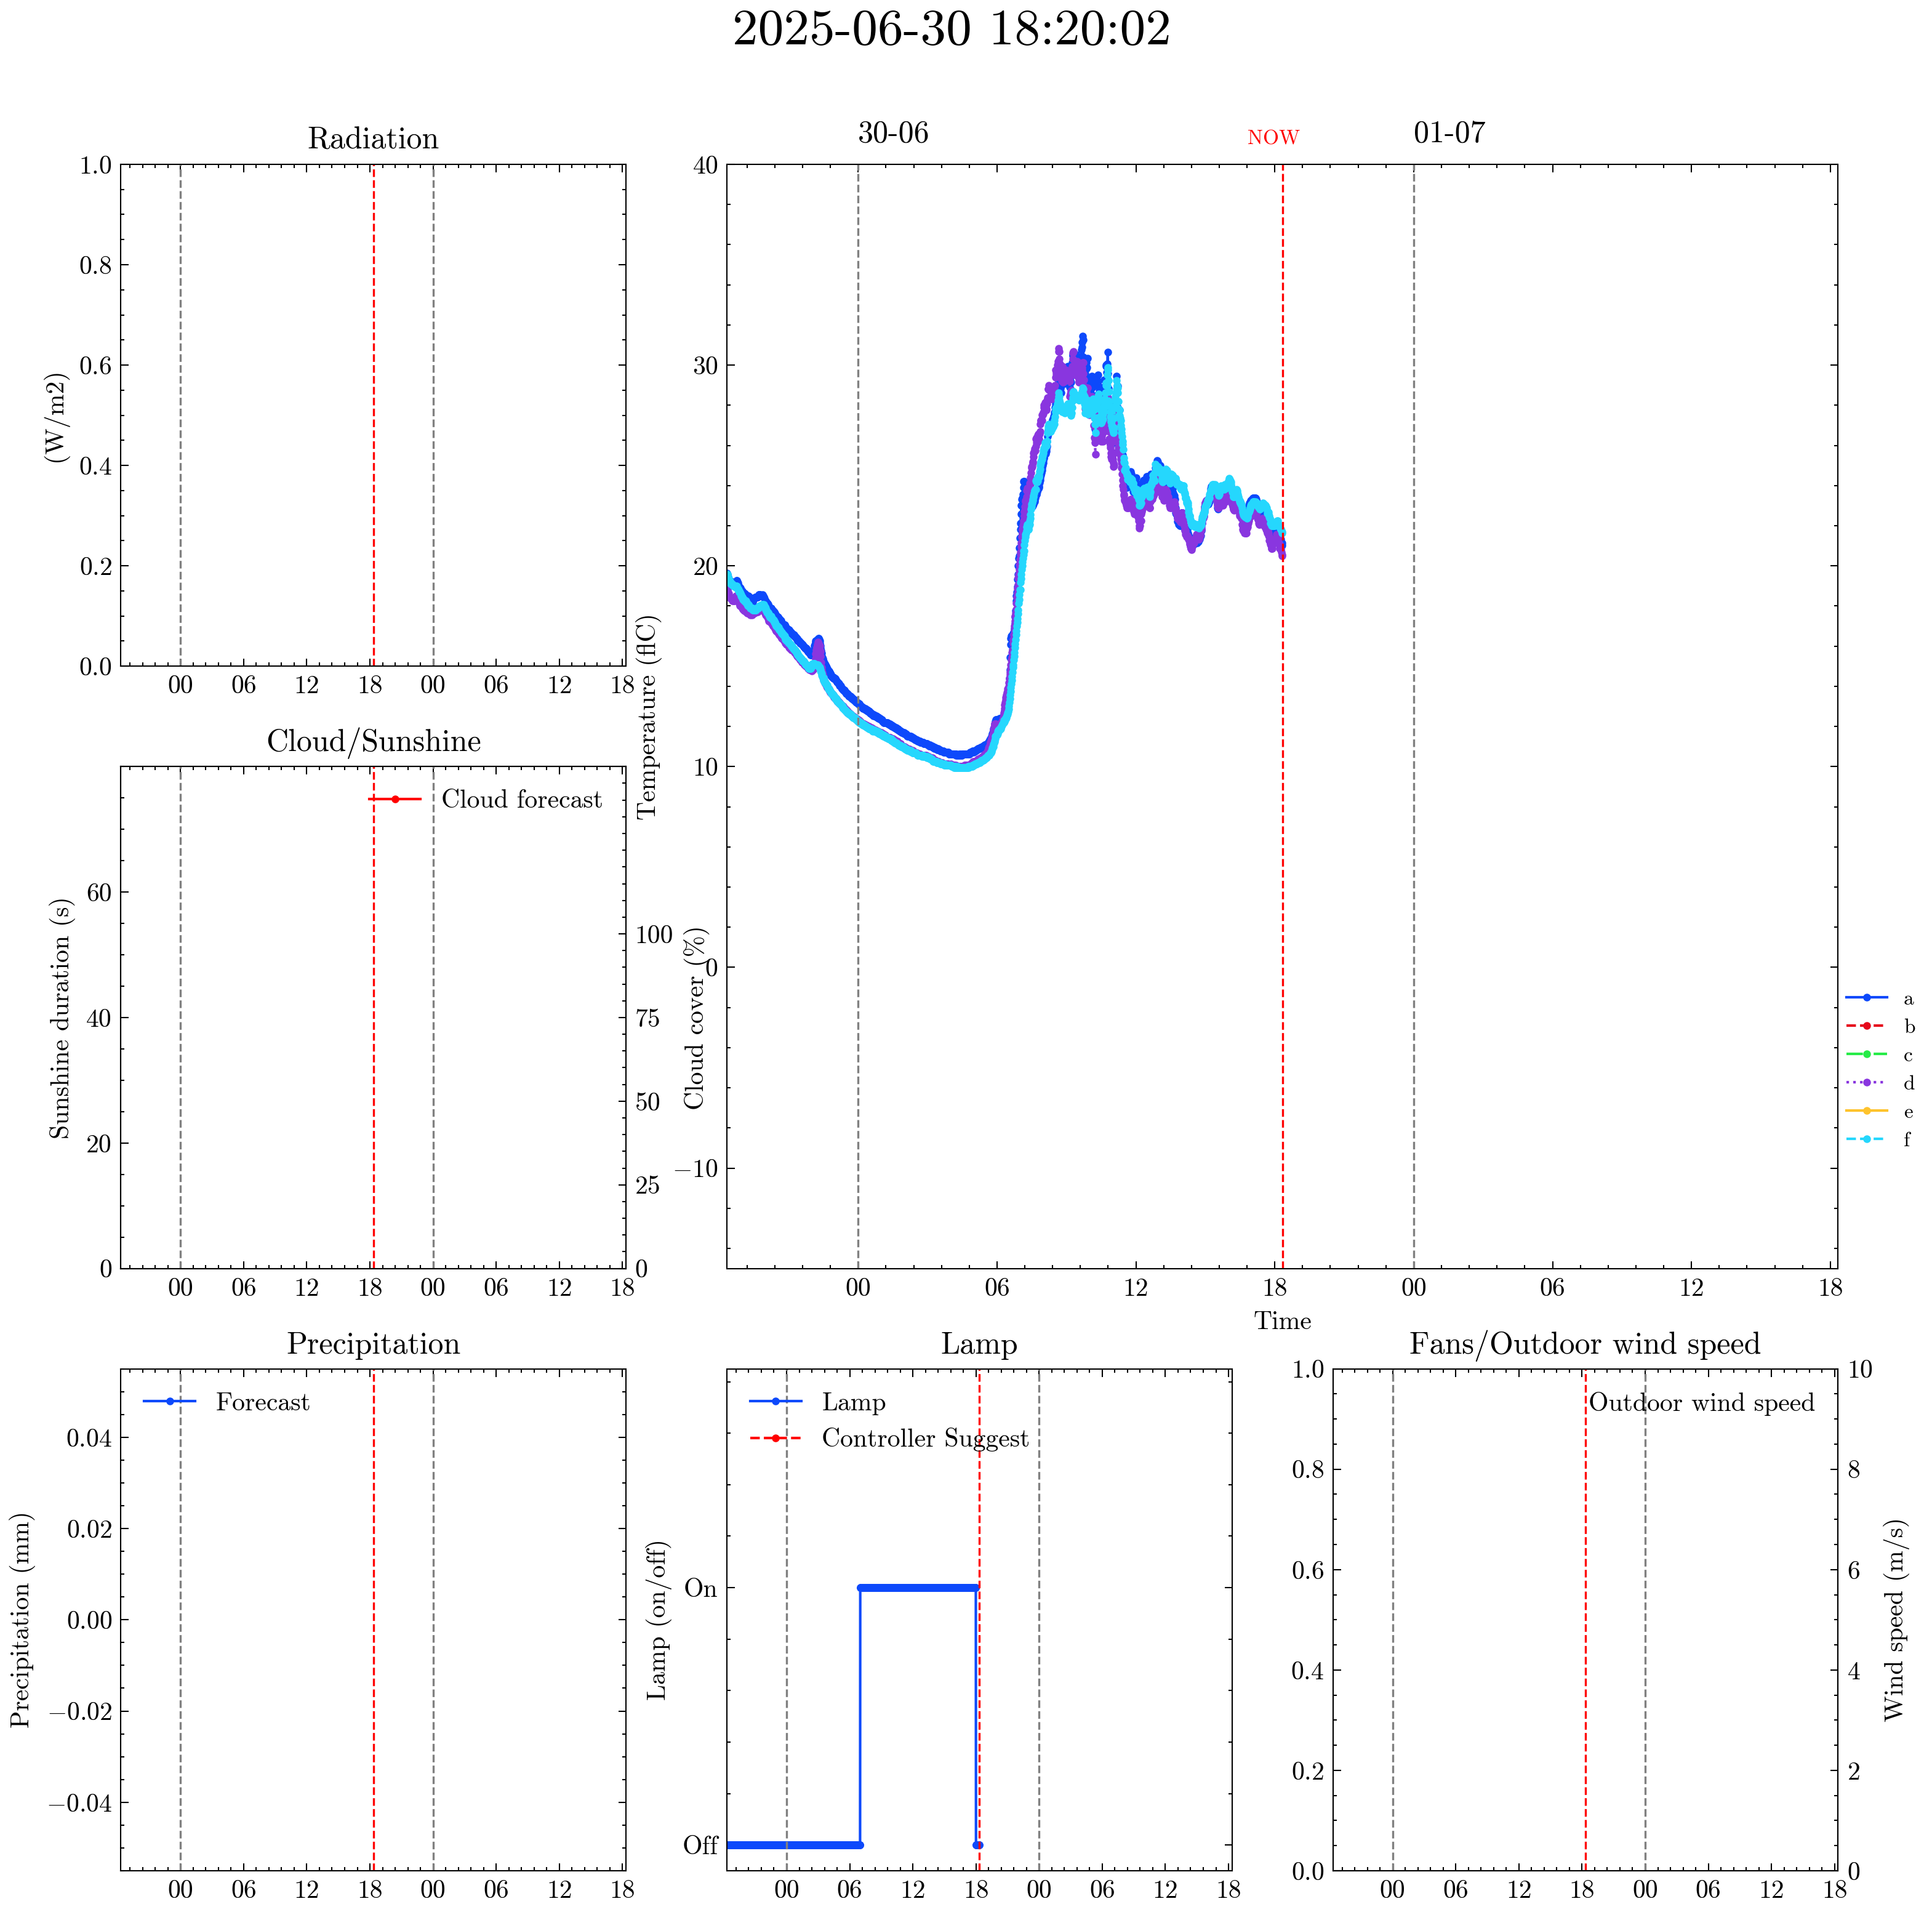 2025-06-30 18:20:02
Radiation
1.0
0.8
0.6
0.4
0.2
0.0
(W/m2)
00 06 12 18 00 06 12 18
30-06
NOW
01-07
40
30
20
10
0
−10
Temperature (flC)
00 06 12 18 00 06 12 18
Time
a
b
c
d
e
f
Cloud/Sunshine
Cloud forecast
60
40
20
0
Sunshine duration (s)
100
75
50
25
0
Cloud cover (%)
00 06 12 18 00 06 12 18
Precipitation
Forecast
0.04
0.02
0.00
−0.02
−0.04
Precipitation (mm)
00 06 12 18 00 06 12 18
Lamp
Lamp
Controller Suggest
On
Off
Lamp (on/off)
00 06 12 18 00 06 12 18
Fans/Outdoor wind speed
Outdoor wind speed
1.0
0.8
0.6
0.4
0.2
0.0
10
8
6
4
2
0
Wind speed (m/s)
00 06 12 18 00 06 12 18